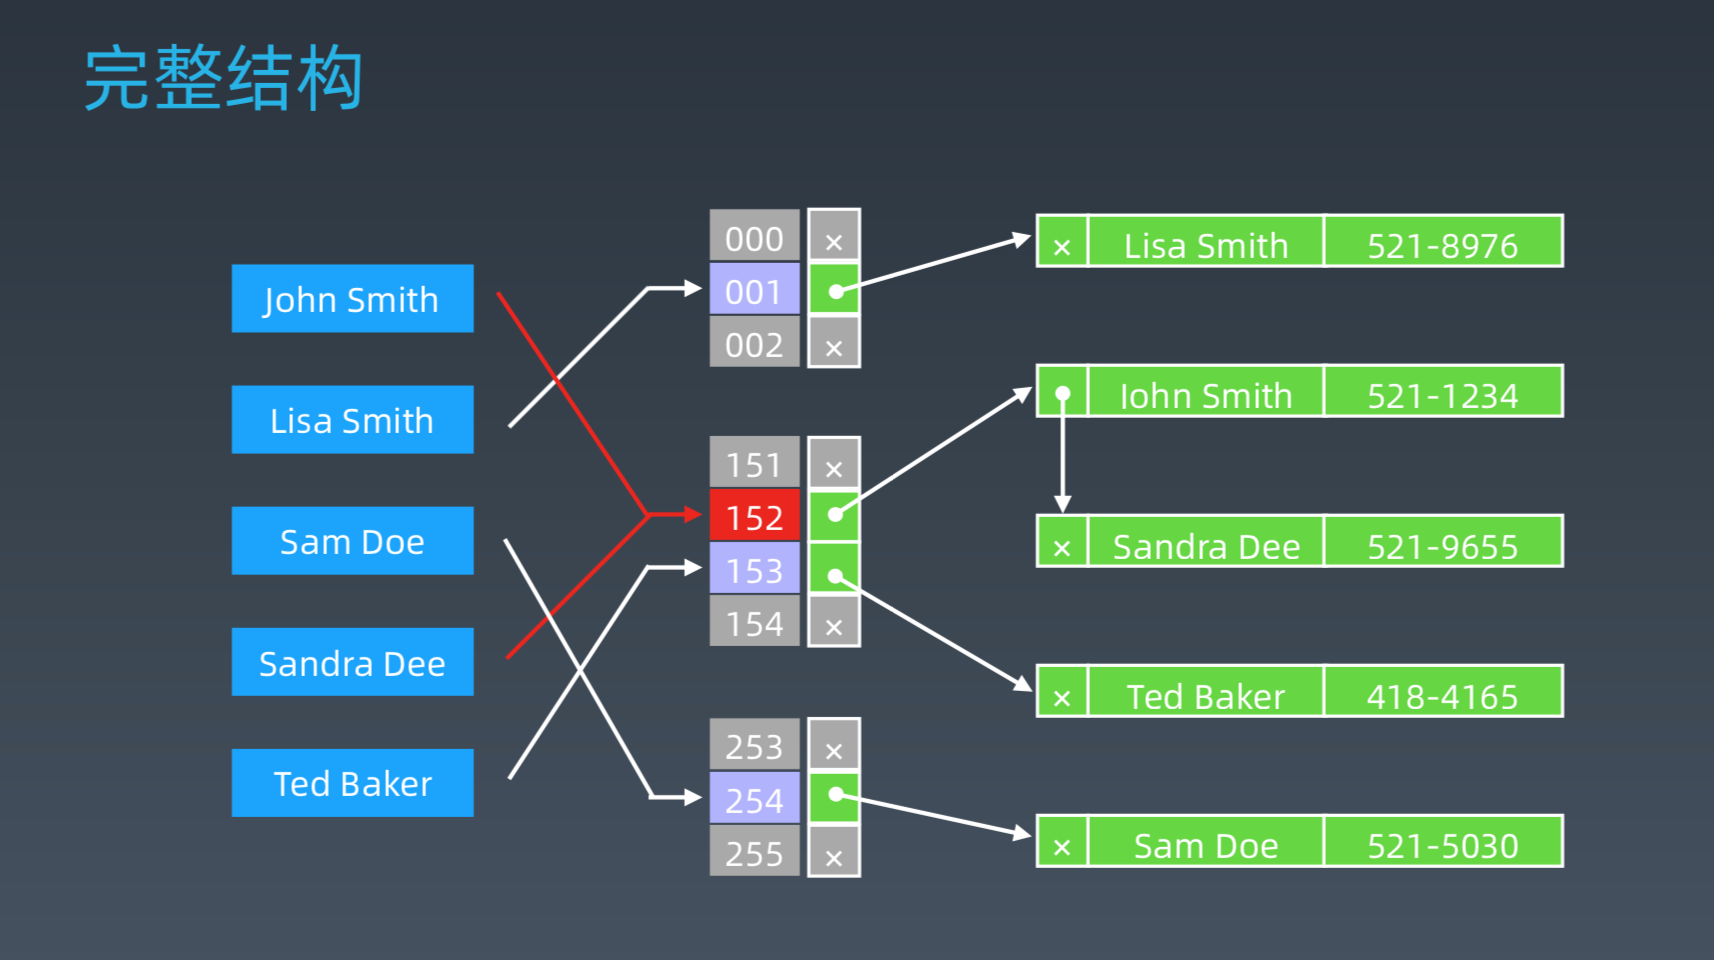 完整结构
John Smith
Lisa Smith
Sam Doe
Sandra Dee
Ted Baker
000 ×
001
002 ×
151 ×
152
153
154 ×
253 ×
254
255 ×
× Lisa Smith 521-8976
John Smith 521-1234
× Sandra Dee 521-9655
× Ted Baker 418-4165
× Sam Doe 521-5030